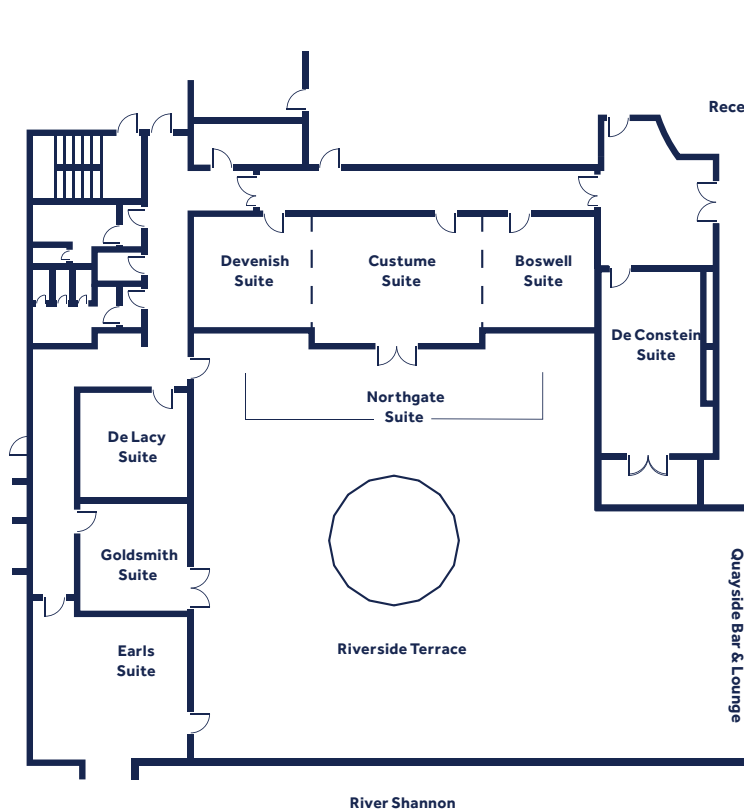 Rece
Devenish
Suite
Custume
Suite
Boswell
Suite
De Constein
Suite
Northgate
Suite
De Lacy
Suite
Goldsmith
Suite
Quayside Bar & Lounge
Earls
Suite
Riverside Terrace
River Shannon